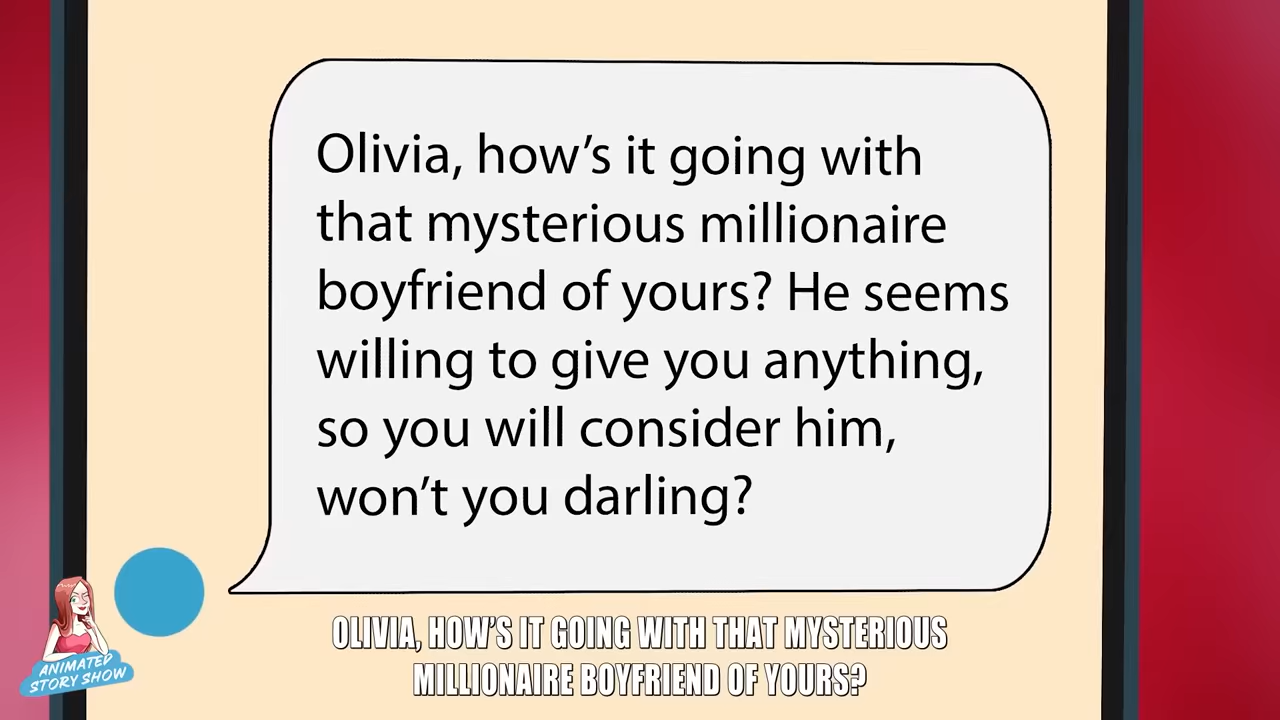 Olivia, how’s it going with
that mysterious millionaire
boyfriend of yours? He seems
willing to give you anything,
so you will consider him,
won’t you darling?
OLIVIA, HOW’S IT GOING WITH THAT MYSTERIOUS
MILLIONAIRE BOYFRIEND OF YOURS?
ANIMATED
STORY SHOW